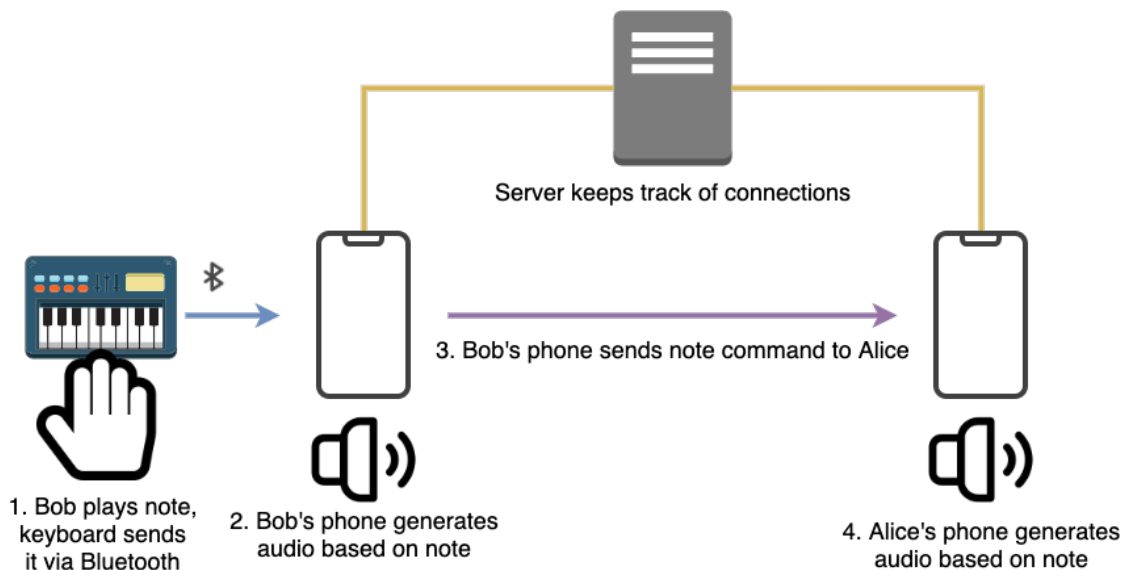 Server keeps track of connections
3. Bob's phone sends note command to Alice
1. Bob plays note,
keyboard sends
it via Bluetooth
2. Bob's phone generates
audio based on note
4. Alice's phone generates
audio based on note